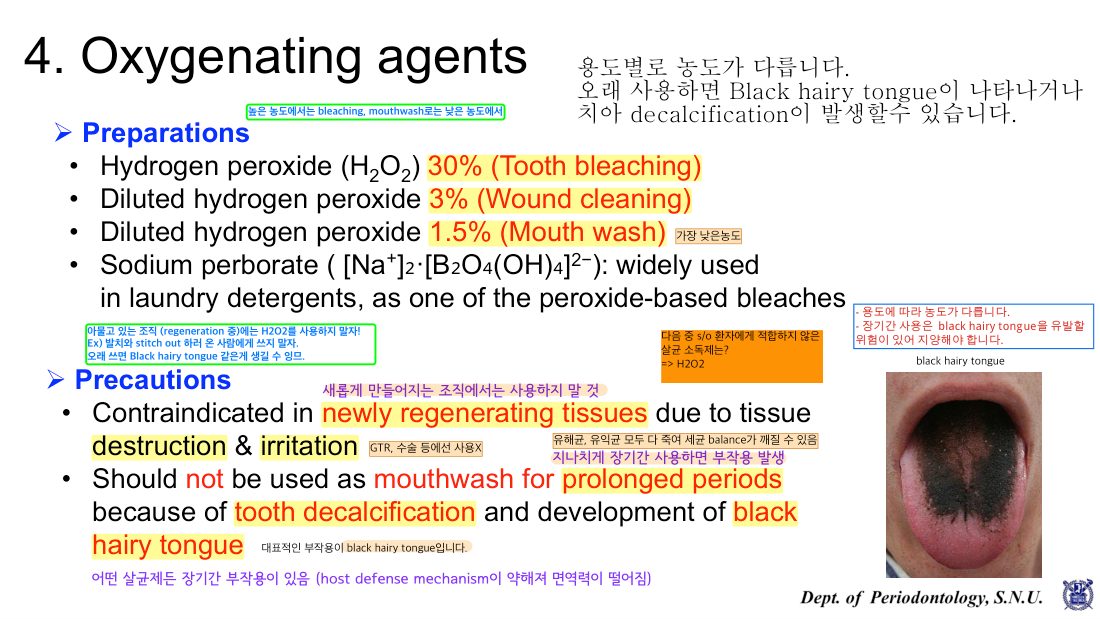 4. Oxygenating agents
용도별로 농도가 다릅니다.
오래 사용하면 Black hairy tongue이 나타나거나
치아 decalcification이 발생할수 있습니다.
높은 농도에서는 bleaching, mouthwash로는 낮은 농도에서
➢ Preparations
• Hydrogen peroxide (H₂O₂) 30% (Tooth bleaching)
• Diluted hydrogen peroxide 3% (Wound cleaning)
• Diluted hydrogen peroxide 1.5% (Mouth wash) 가장 낮은농도
• Sodium perborate ( [Na⁺]₂·[B₂O₄(OH)₄]²⁻): widely used
in laundry detergents, as one of the peroxide-based bleaches
- 용도에 따라 농도가 다릅니다.
- 장기간 사용은 black hairy tongue을 유발할
위험이 있어 지양해야 합니다.
아물고 있는 조직 (regeneration 중)에는 H2O2를 사용하지 말자!
Ex) 발치와 stitch out 하러 온 사람에게 쓰지 말자.
오래 쓰면 Black hairy tongue 같은게 생길 수 잇므.
다음 중 s/o 환자에게 적합하지 않은
살균 소독제는?
=> H2O2
black hairy tongue
➢ Precautions
새롭게 만들어지는 조직에서는 사용하지 말 것
• Contraindicated in newly regenerating tissues due to tissue
destruction & irritation GTR, 수술 등에선 사용X
유해균, 유익균 모두 다 죽여 세균 balance가 깨질 수 있음
지나치게 장기간 사용하면 부작용 발생
• Should not be used as mouthwash for prolonged periods
because of tooth decalcification and development of black
hairy tongue 대표적인 부작용이 black hairy tongue입니다.
어떤 살균제든 장기간 부작용이 있음 (host defense mechanism이 약해져 면역력이 떨어짐)
Dept. of Periodontology, S.N.U.